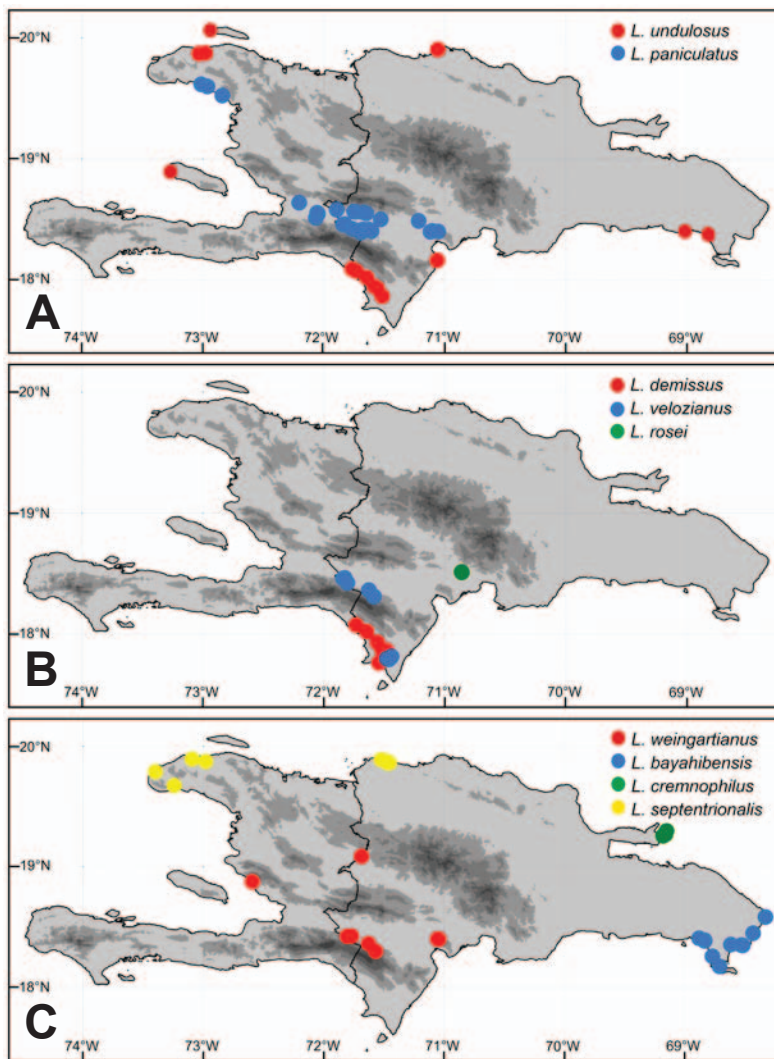 20°N
L. undulosus
L. paniculatus
19°N
18°N
A
74°W 73°W 72°W 71°W 70°W 69°W
20°N
L. demissus
L. velozianus
L. rosei
19°N
18°N
B
74°W 73°W 72°W 71°W 70°W 69°W
20°N
L. weingartianus
L. bayahibensis
L. cremnophilus
L. septentrionalis
19°N
18°N
C
74°W 73°W 72°W 71°W 70°W 69°W